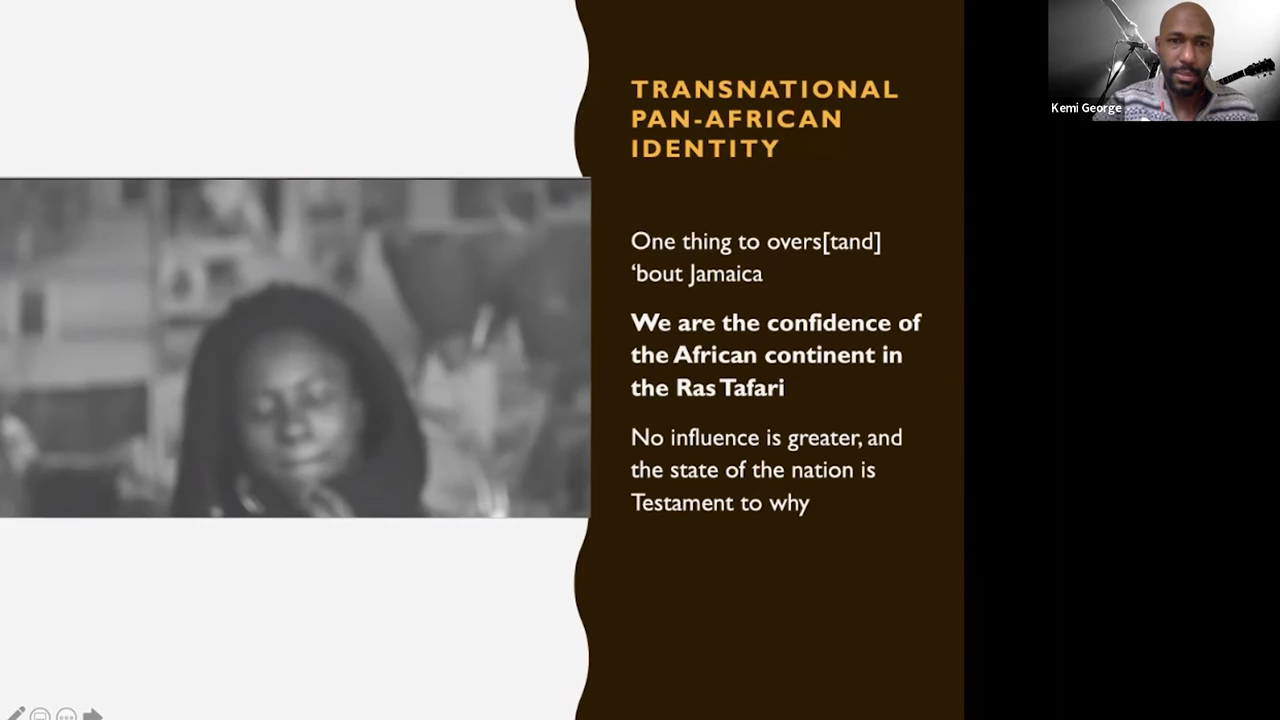 TRANSNATIONAL
PAN-AFRICAN
IDENTITY
One thing to overs[tand]
‘bout Jamaica
We are the confidence of
the African continent in
the Ras Tafari
No influence is greater, and
the state of the nation is
Testament to why
Kemi George